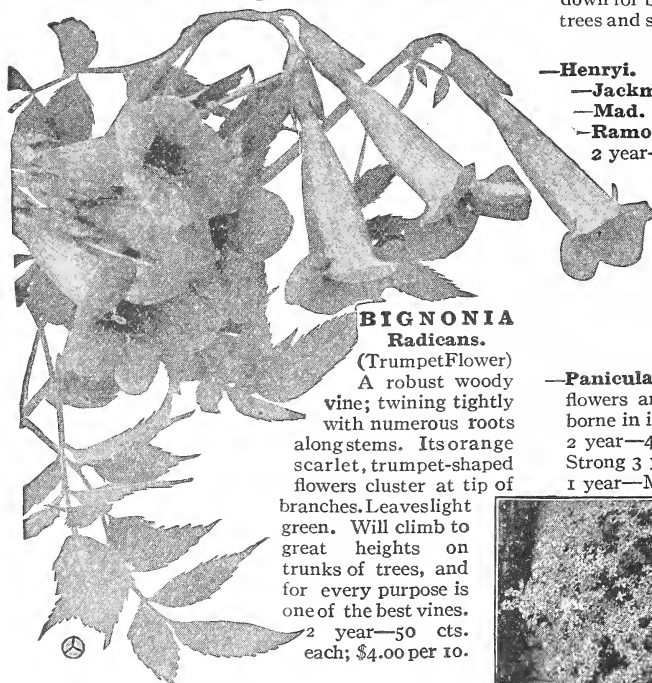 down for b
trees and s
—Henryi.
—Jackm
—Mad.
—Ramo
2 year—
BIGNONIA
Radicans.
(TrumpetFlower)
A robust woody
vine; twining tightly
with numerous roots
along stems. Its orange
scarlet, trumpet-shaped
flowers cluster at tip of
branches. Leaves light
green. Will climb to
great heights on
trunks of trees, and
for every purpose is
one of the best vines.
2 year—50 cts.
each; $4.00 per 10.
—Panicula
flowers an
borne in i
2 year—4
Strong 3
1 year—M